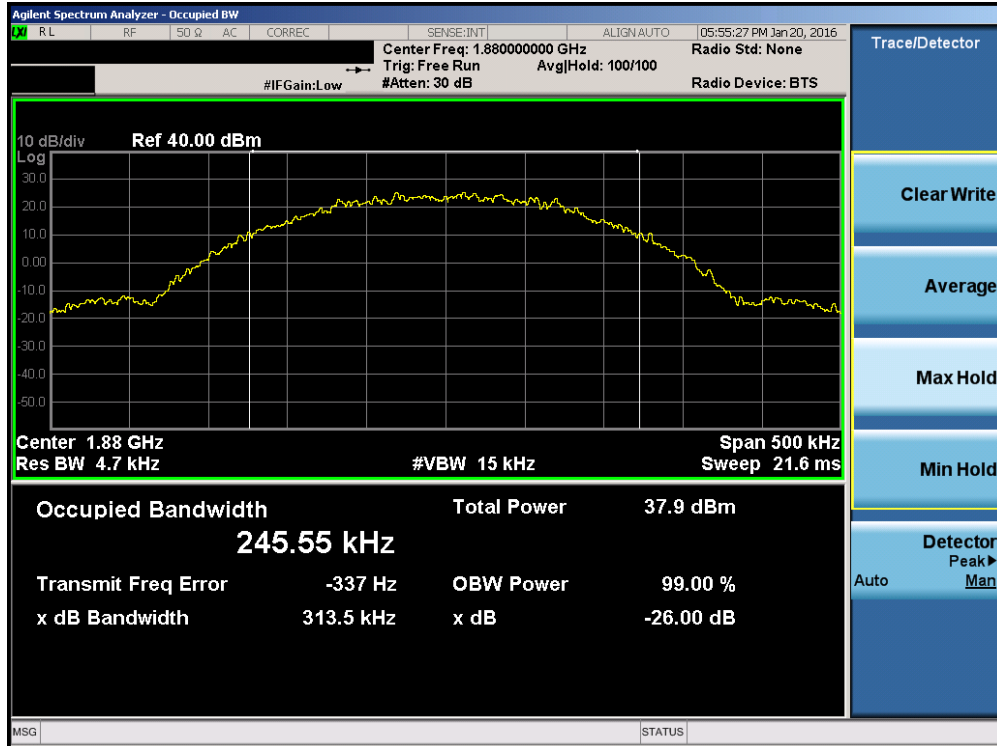 Agilent Spectrum Analyzer - Occupied BW
LXI RL RF 50 Ω AC CORREC SENSE:INT ALIGN AUTO 05:55:27 PM Jan 20, 2016
Center Freq: 1.880000000 GHz Radio Std: None
Trig: Free Run Avg|Hold: 100/100
#IFGain:Low #Atten: 30 dB Radio Device: BTS
Trace/Detector
10 dB/div Ref 40.00 dBm
Log
30.0
20.0
10.0
0.00
-10.0
-20.0
-30.0
-40.0
-50.0
Center 1.88 GHz Span 500 kHz
Res BW 4.7 kHz #VBW 15 kHz Sweep 21.6 ms
Occupied Bandwidth Total Power 37.9 dBm
245.55 kHz
Transmit Freq Error -337 Hz OBW Power 99.00 %
x dB Bandwidth 313.5 kHz x dB -26.00 dB
Clear Write
Average
Max Hold
Min Hold
Detector
Peak▶
Auto Man
MSG STATUS